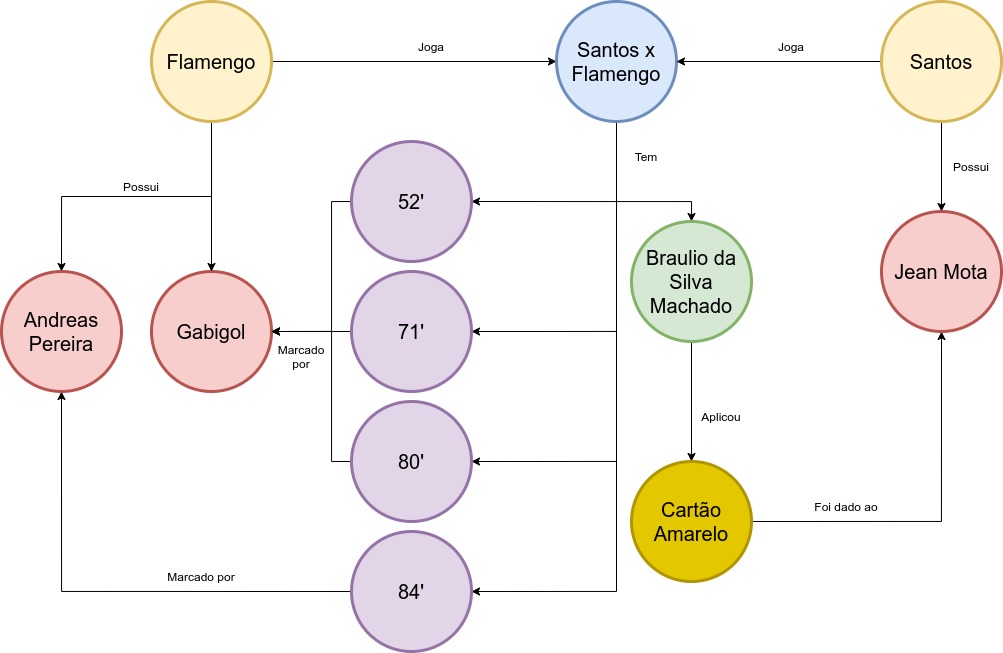 Flamengo
Joga
Santos x
Flamengo
Joga
Santos
Tem
Possui
Possui
52'
Braulio da
Silva
Machado
Jean Mota
Andreas
Pereira
Gabigol
71'
Marcado
por
80'
Aplicou
Cartão
Amarelo
Foi dado ao
Marcado por
84'